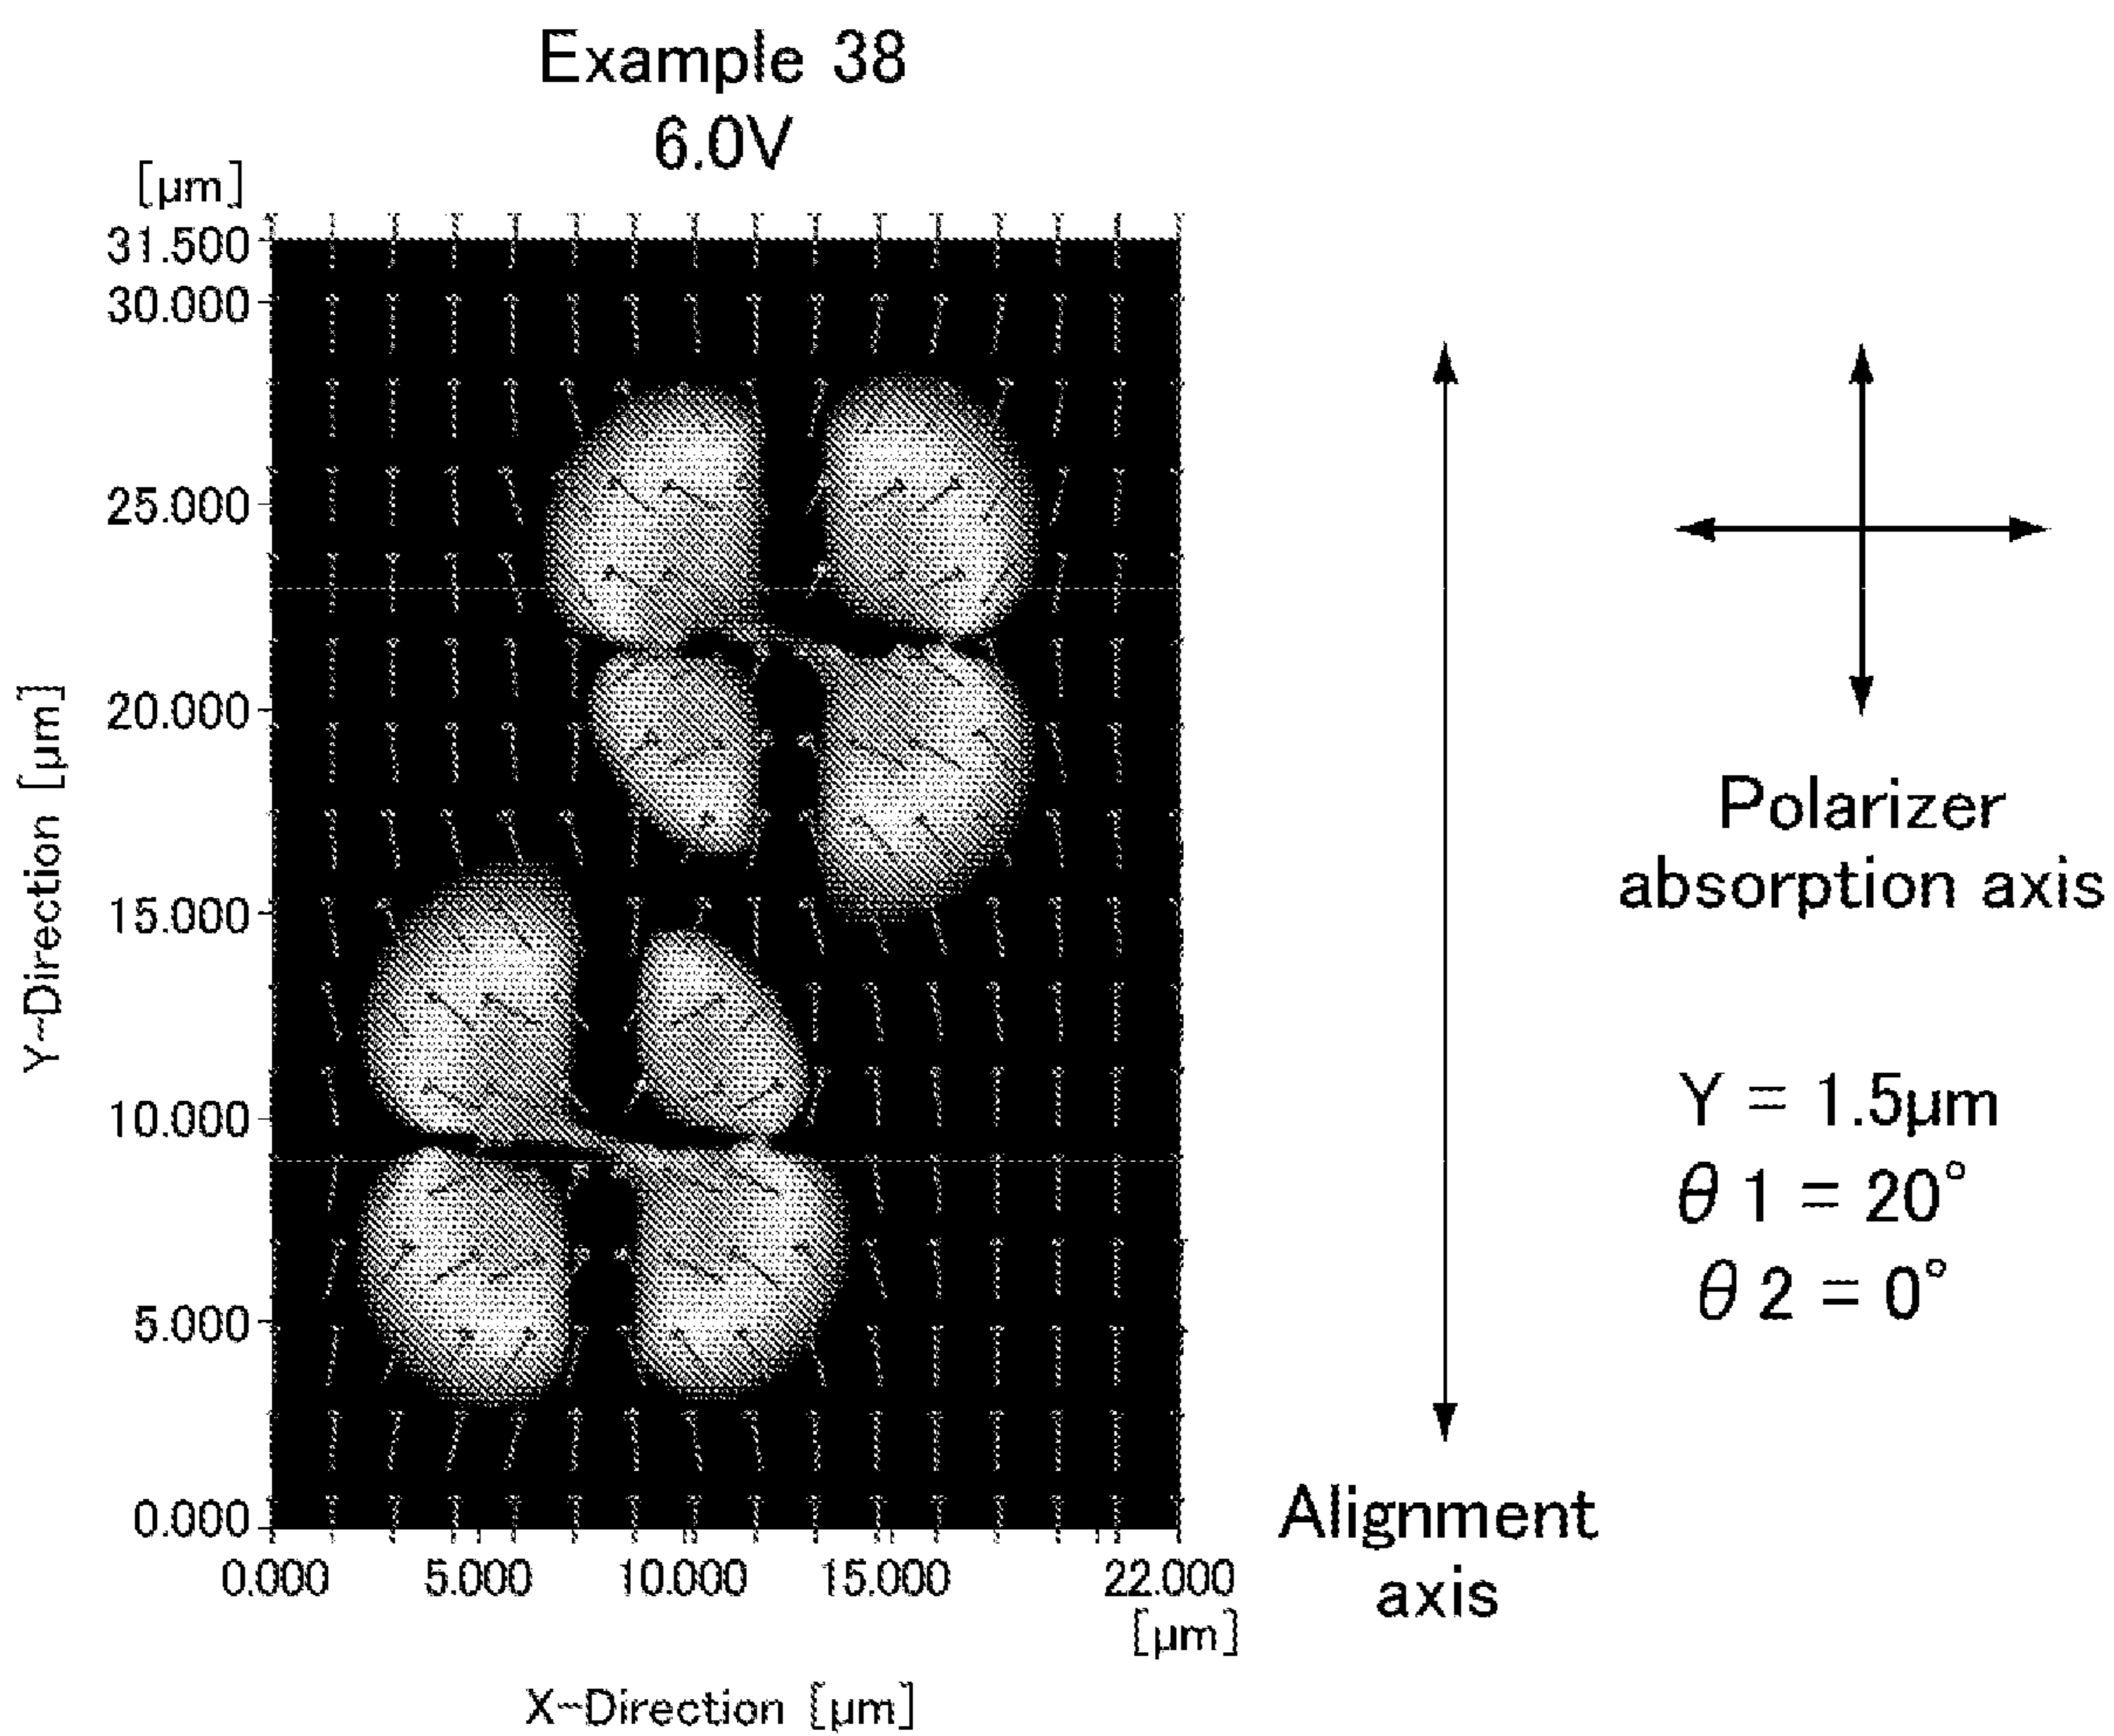 Example 38
6.0V
[µm]
31.500
30.000
25.000
20.000
15.000
10.000
5.000
0.000
Y-Direction [µm]
0.000 5.000 10.000 15.000 22.000
[µm]
X-Direction [µm]
Alignment
axis
Polarizer
absorption axis
Y = 1.5µm
θ 1 = 20°
θ 2 = 0°